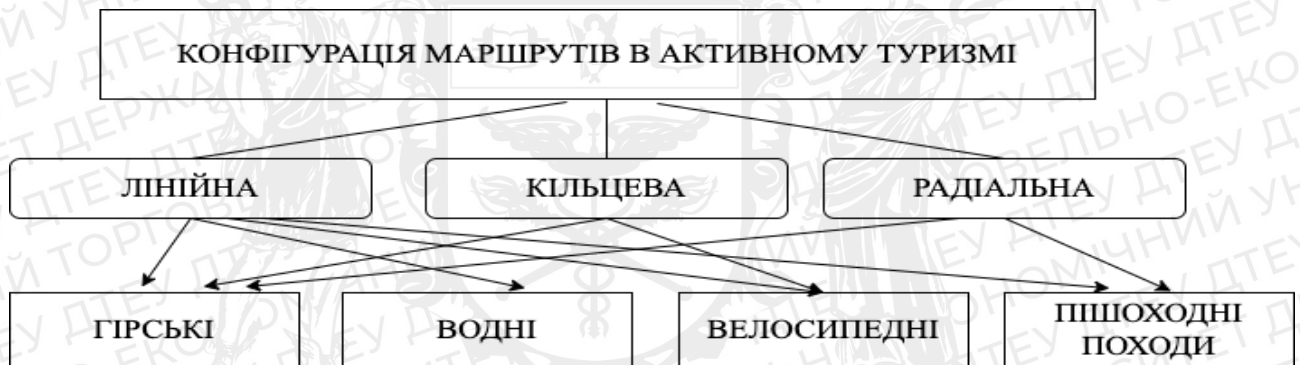 КОНФІГУРАЦІЯ МАРШРУТІВ В АКТИВНОМУ ТУРИЗМІ
ЛІНІЙНА
КІЛЬЦЕВА
РАДІАЛЬНА
ГІРСЬКІ
ВОДНІ
ВЕЛОСИПЕДНІ
ПІШОХОДНІ
ПОХОДИ